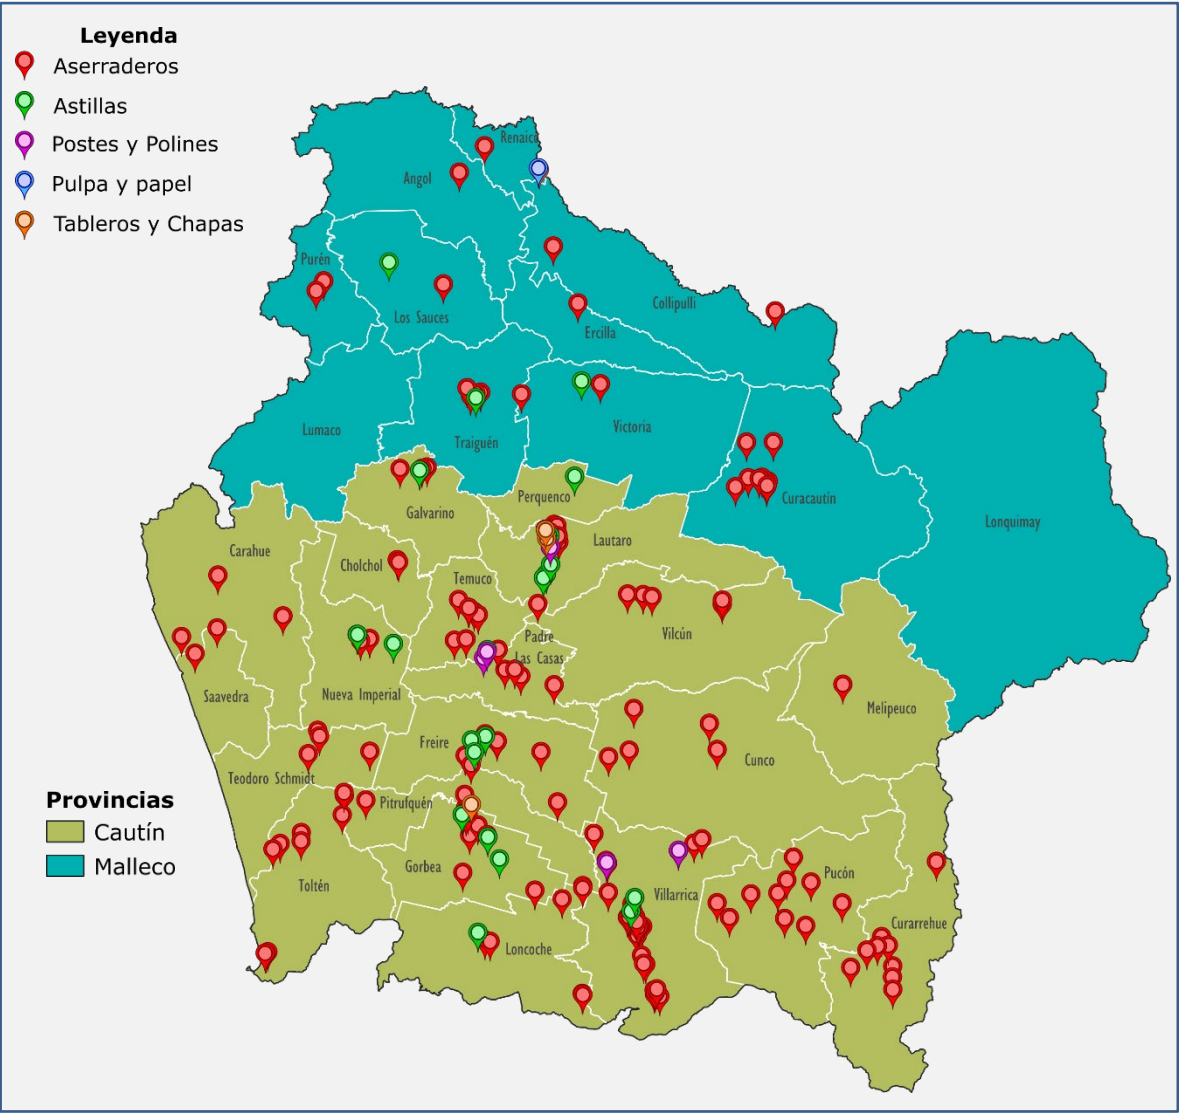 Leyenda
Aserraderos
Astillas
Postes y Polines
Pulpa y papel
Tableros y Chapas
Renaico
Angol
Purén
Los Sauces
Collipulli
Ercilla
Lumaco
Traiguén
Victoria
Curacautín
Lonquimay
Perquenco
Galvarino
Lautaro
Carahue
Cholchol
Temuco
Vilcún
Padre
Las Casas
Saavedra
Nueva Imperial
Melipeuco
Freire
Cunco
Teodoro Schmidt
Pitrufquén
Gorbea
Toltén
Villarrica
Pucón
Curarrehue
Loncoche
Provincias
Cautín
Malleco